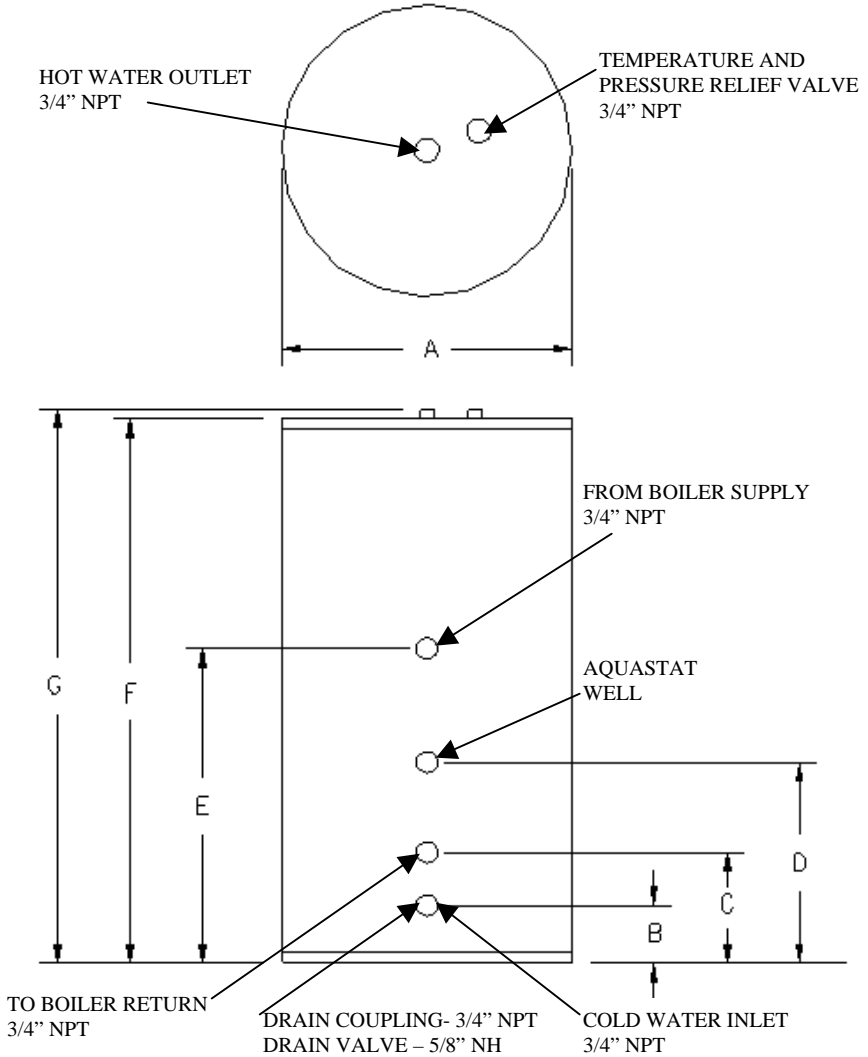 HOT WATER OUTLET
3/4” NPT
TEMPERATURE AND
PRESSURE RELIEF VALVE
3/4” NPT
A
FROM BOILER SUPPLY
3/4” NPT
AQUASTAT
WELL
G
F
E
D
C
B
TO BOILER RETURN
3/4” NPT
DRAIN COUPLING- 3/4” NPT
DRAIN VALVE – 5/8” NH
COLD WATER INLET
3/4” NPT